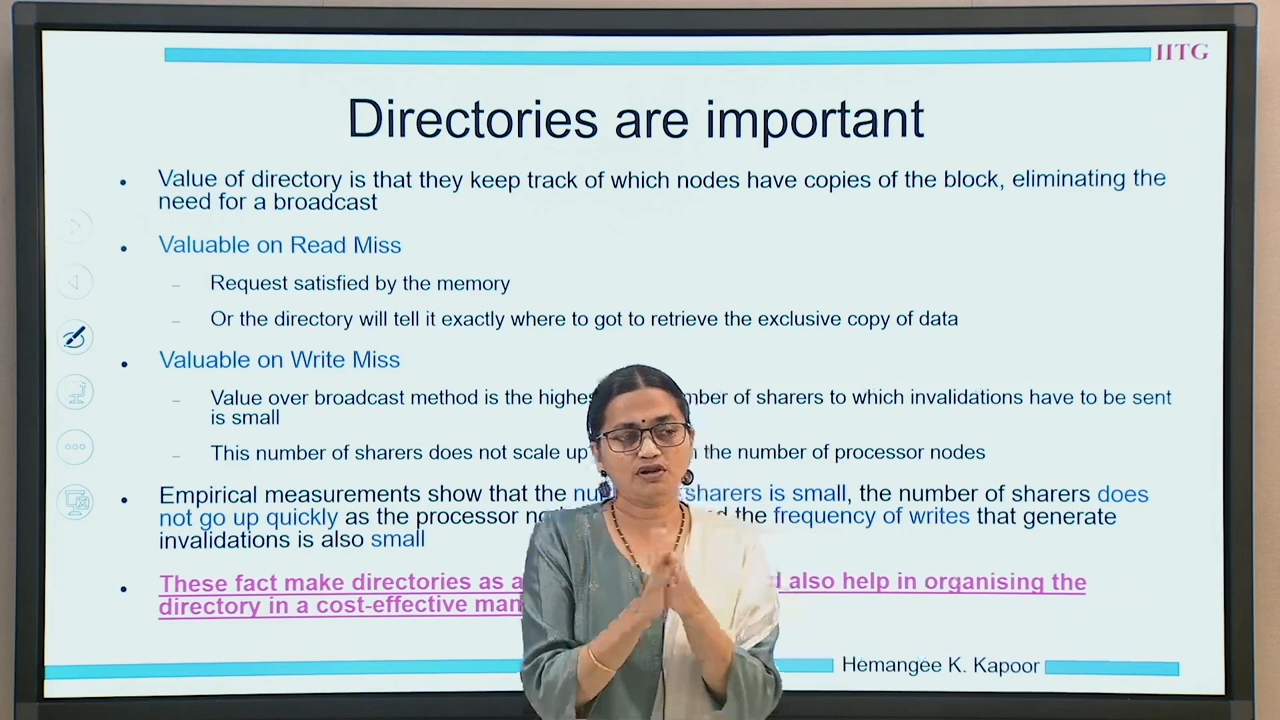 IITG
Directories are important
• Value of directory is that they keep track of which nodes have copies of the block, eliminating the
need for a broadcast
• Valuable on Read Miss
– Request satisfied by the memory
– Or the directory will tell it exactly where to got to retrieve the exclusive copy of data
• Valuable on Write Miss
– Value over broadcast method is the of sharers to which invalidations have to be sent
is small
– This number of sharers does not scale up the number of processor nodes
• Empirical measurements show that the sharers is small, the number of sharers does
not go up quickly as the processor the frequency of writes that generate
invalidations is also small
• These fact make directories as also help in organising the
directory in a cost-effective
Hemangee K. Kapoor